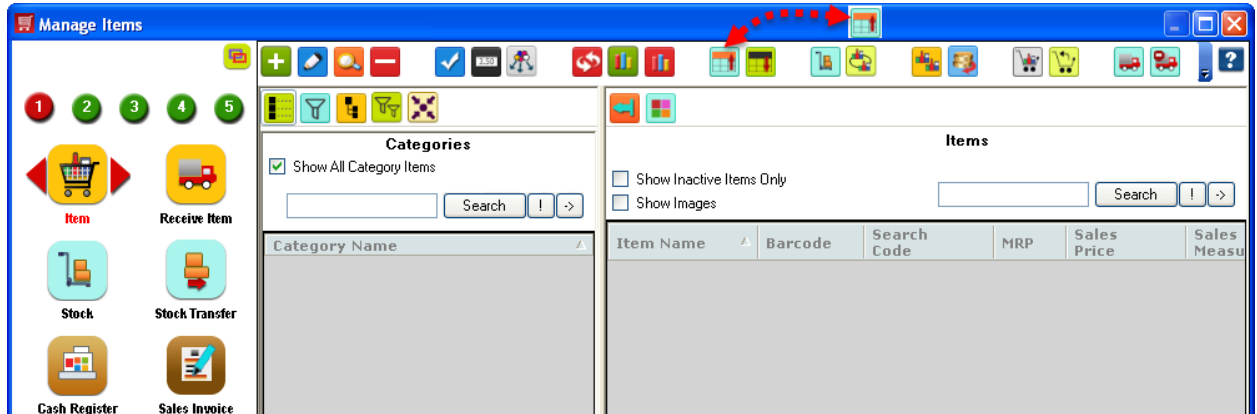 Manage Items
3.50
1 2 3 4 5
Categories
Show All Category Items
Search ! ->
Items
Show Inactive Items Only
Show Images
Search ! ->
Item
Receive Item
Category Name
Item Name Barcode Search Code MRP Sales Price Sales Measu
Stock
Stock Transfer
Cash Register
Sales Invoice
?